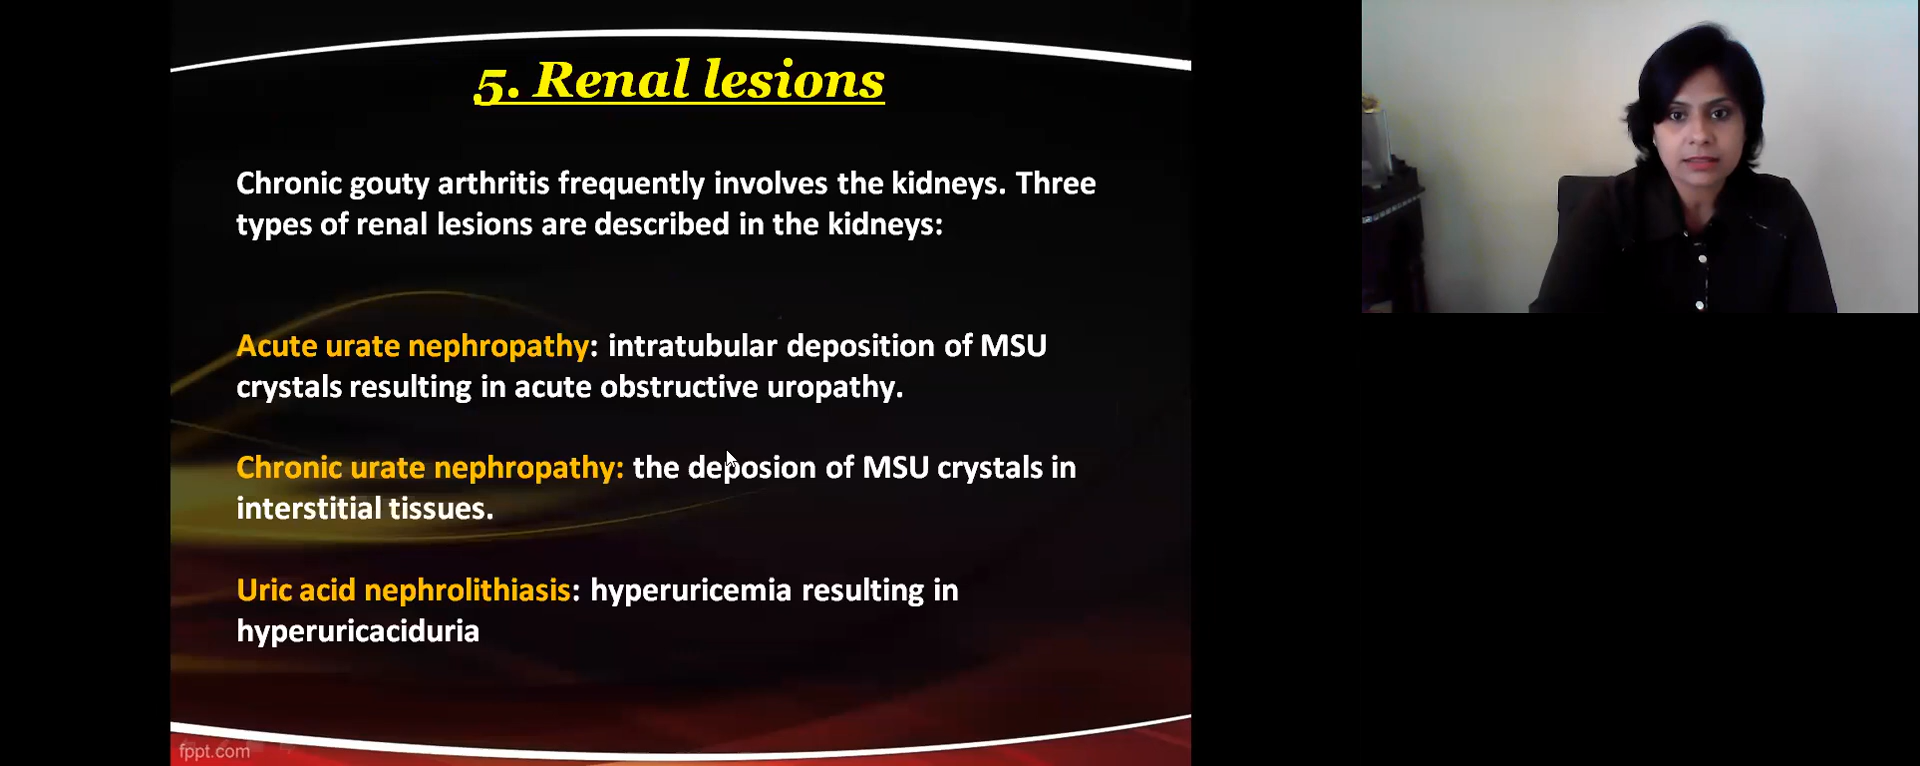 5. Renal lesions
Chronic gouty arthritis frequently involves the kidneys. Three
types of renal lesions are described in the kidneys:
Acute urate nephropathy: intratubular deposition of MSU
crystals resulting in acute obstructive uropathy.
Chronic urate nephropathy: the deposion of MSU crystals in
interstitial tissues.
Uric acid nephrolithiasis: hyperuricemia resulting in
hyperuricaciduria
fppt.com